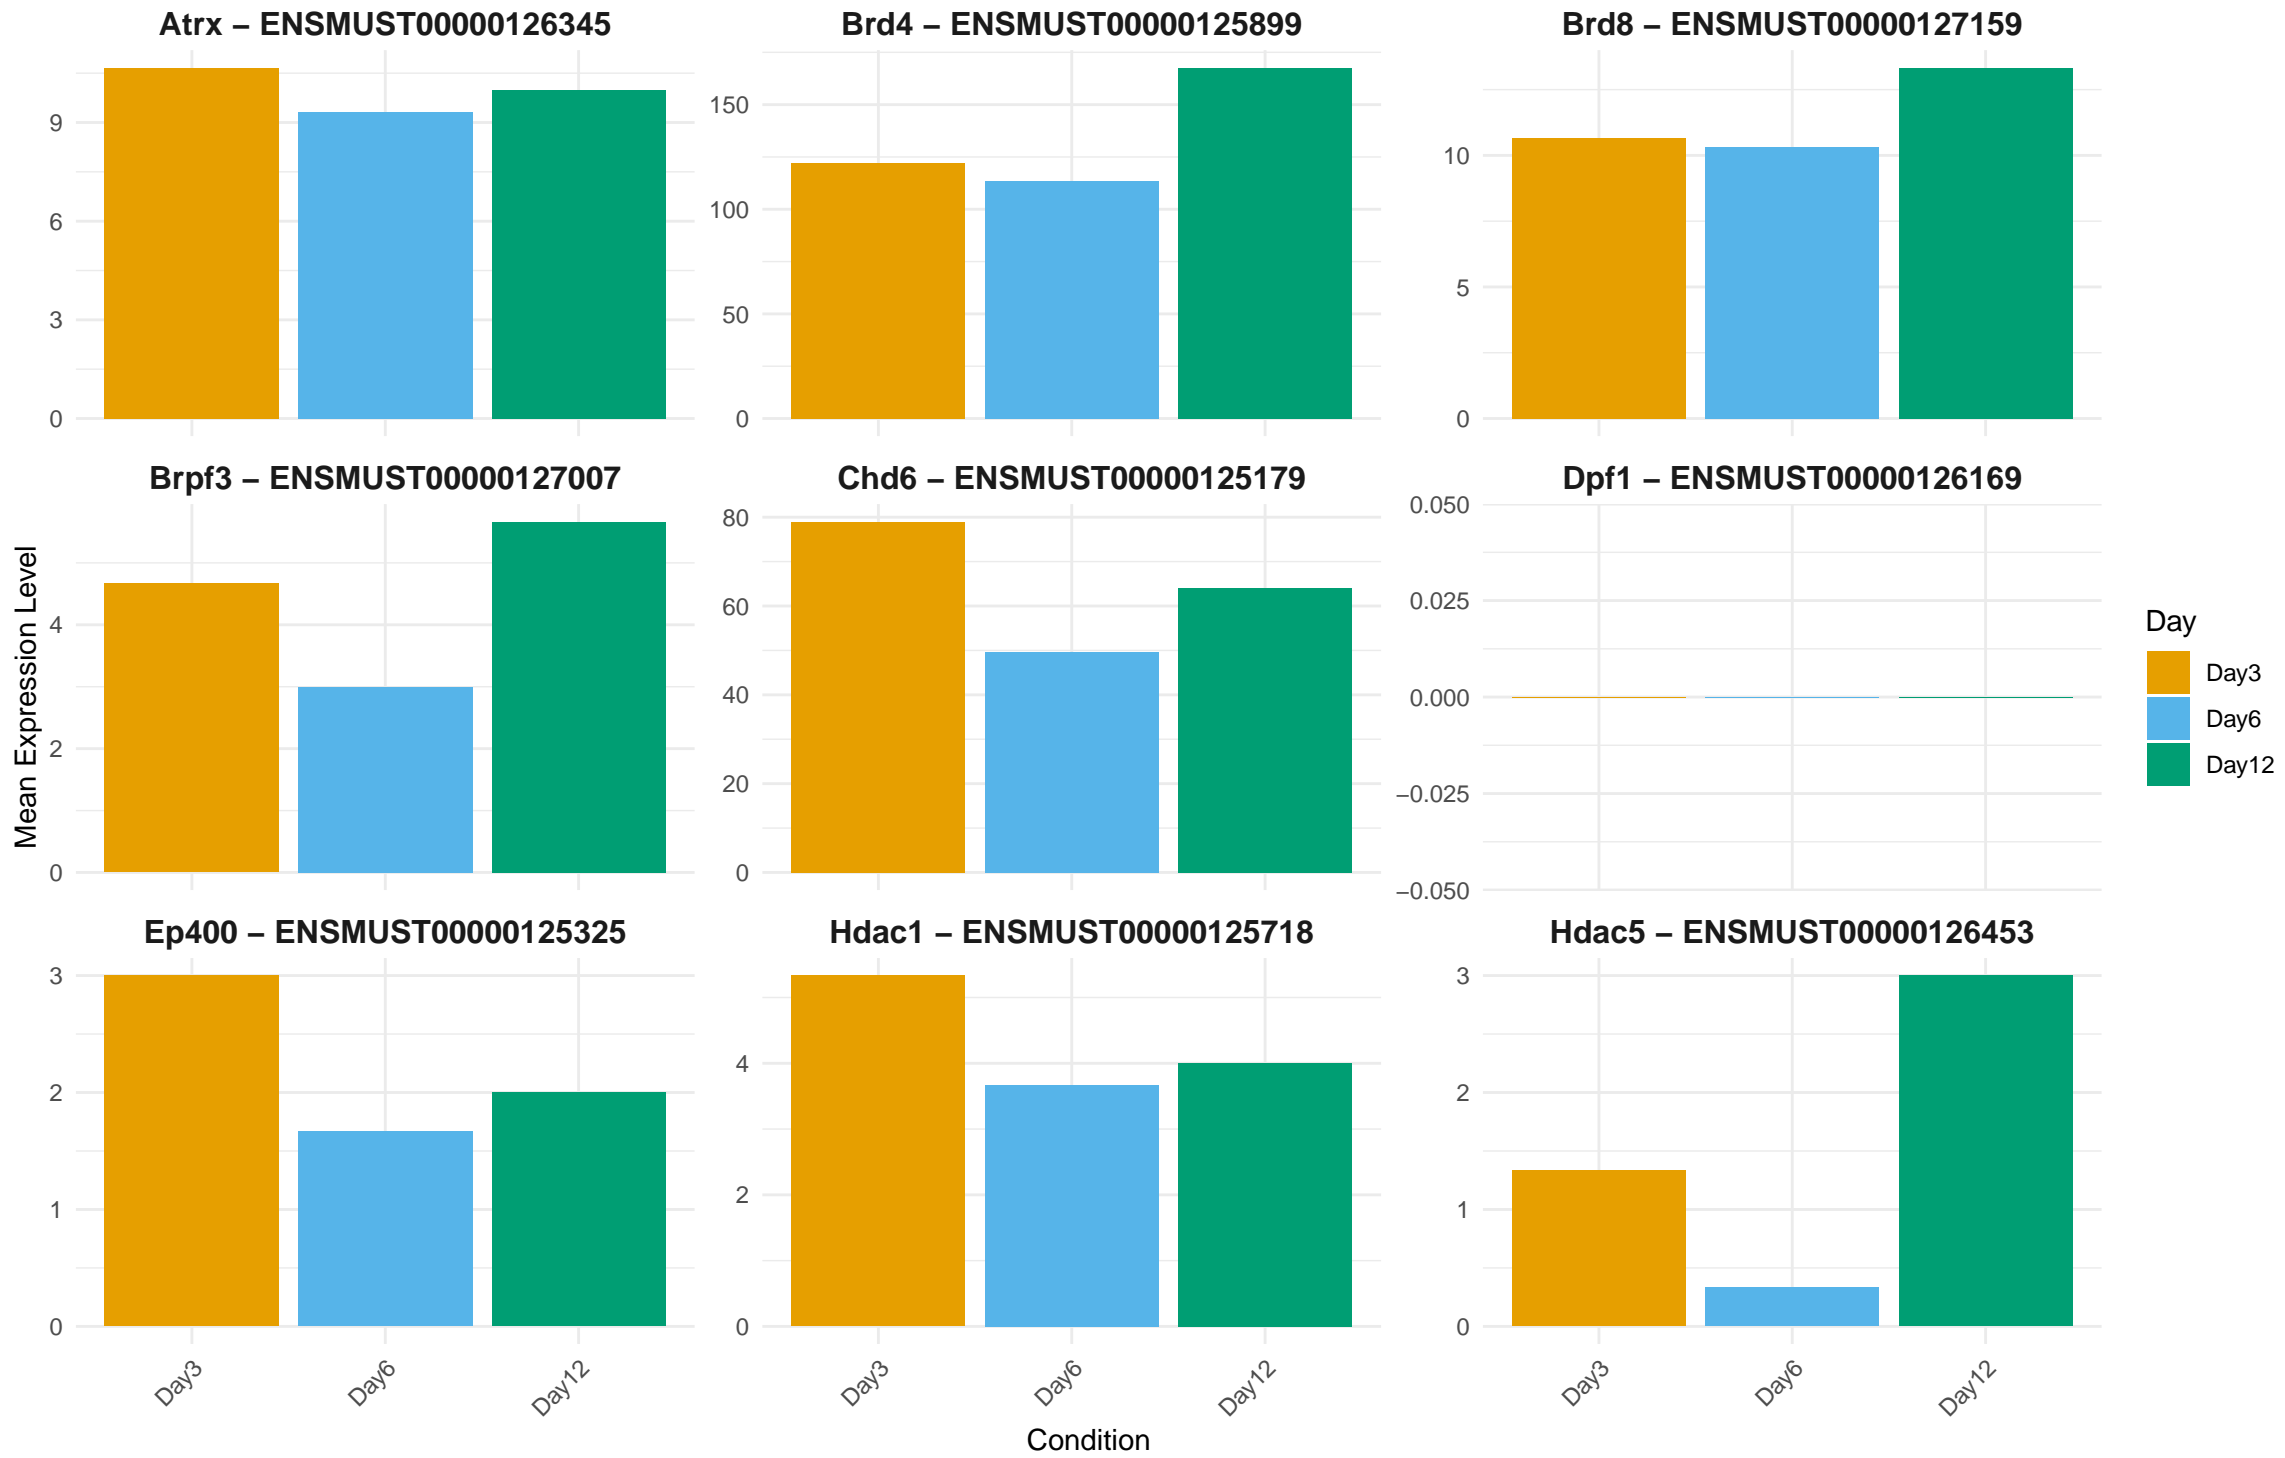 Atrx – ENSMUST00000126345
Brd4 – ENSMUST00000125899
Brd8 – ENSMUST00000127159
9
6
3
0
150
100
50
0
10
5
0
Brpf3 – ENSMUST00000127007
Chd6 – ENSMUST00000125179
Dpf1 – ENSMUST00000126169
4
2
0
80
60
40
20
0
0.050
0.025
0.000
−0.025
−0.050
Ep400 – ENSMUST00000125325
Hdac1 – ENSMUST00000125718
Hdac5 – ENSMUST00000126453
3
2
1
0
4
2
0
3
2
1
0
Day3
Day6
Day12
Day3
Day6
Day12
Day3
Day6
Day12
Condition
Mean Expression Level
Day
Day3
Day6
Day12